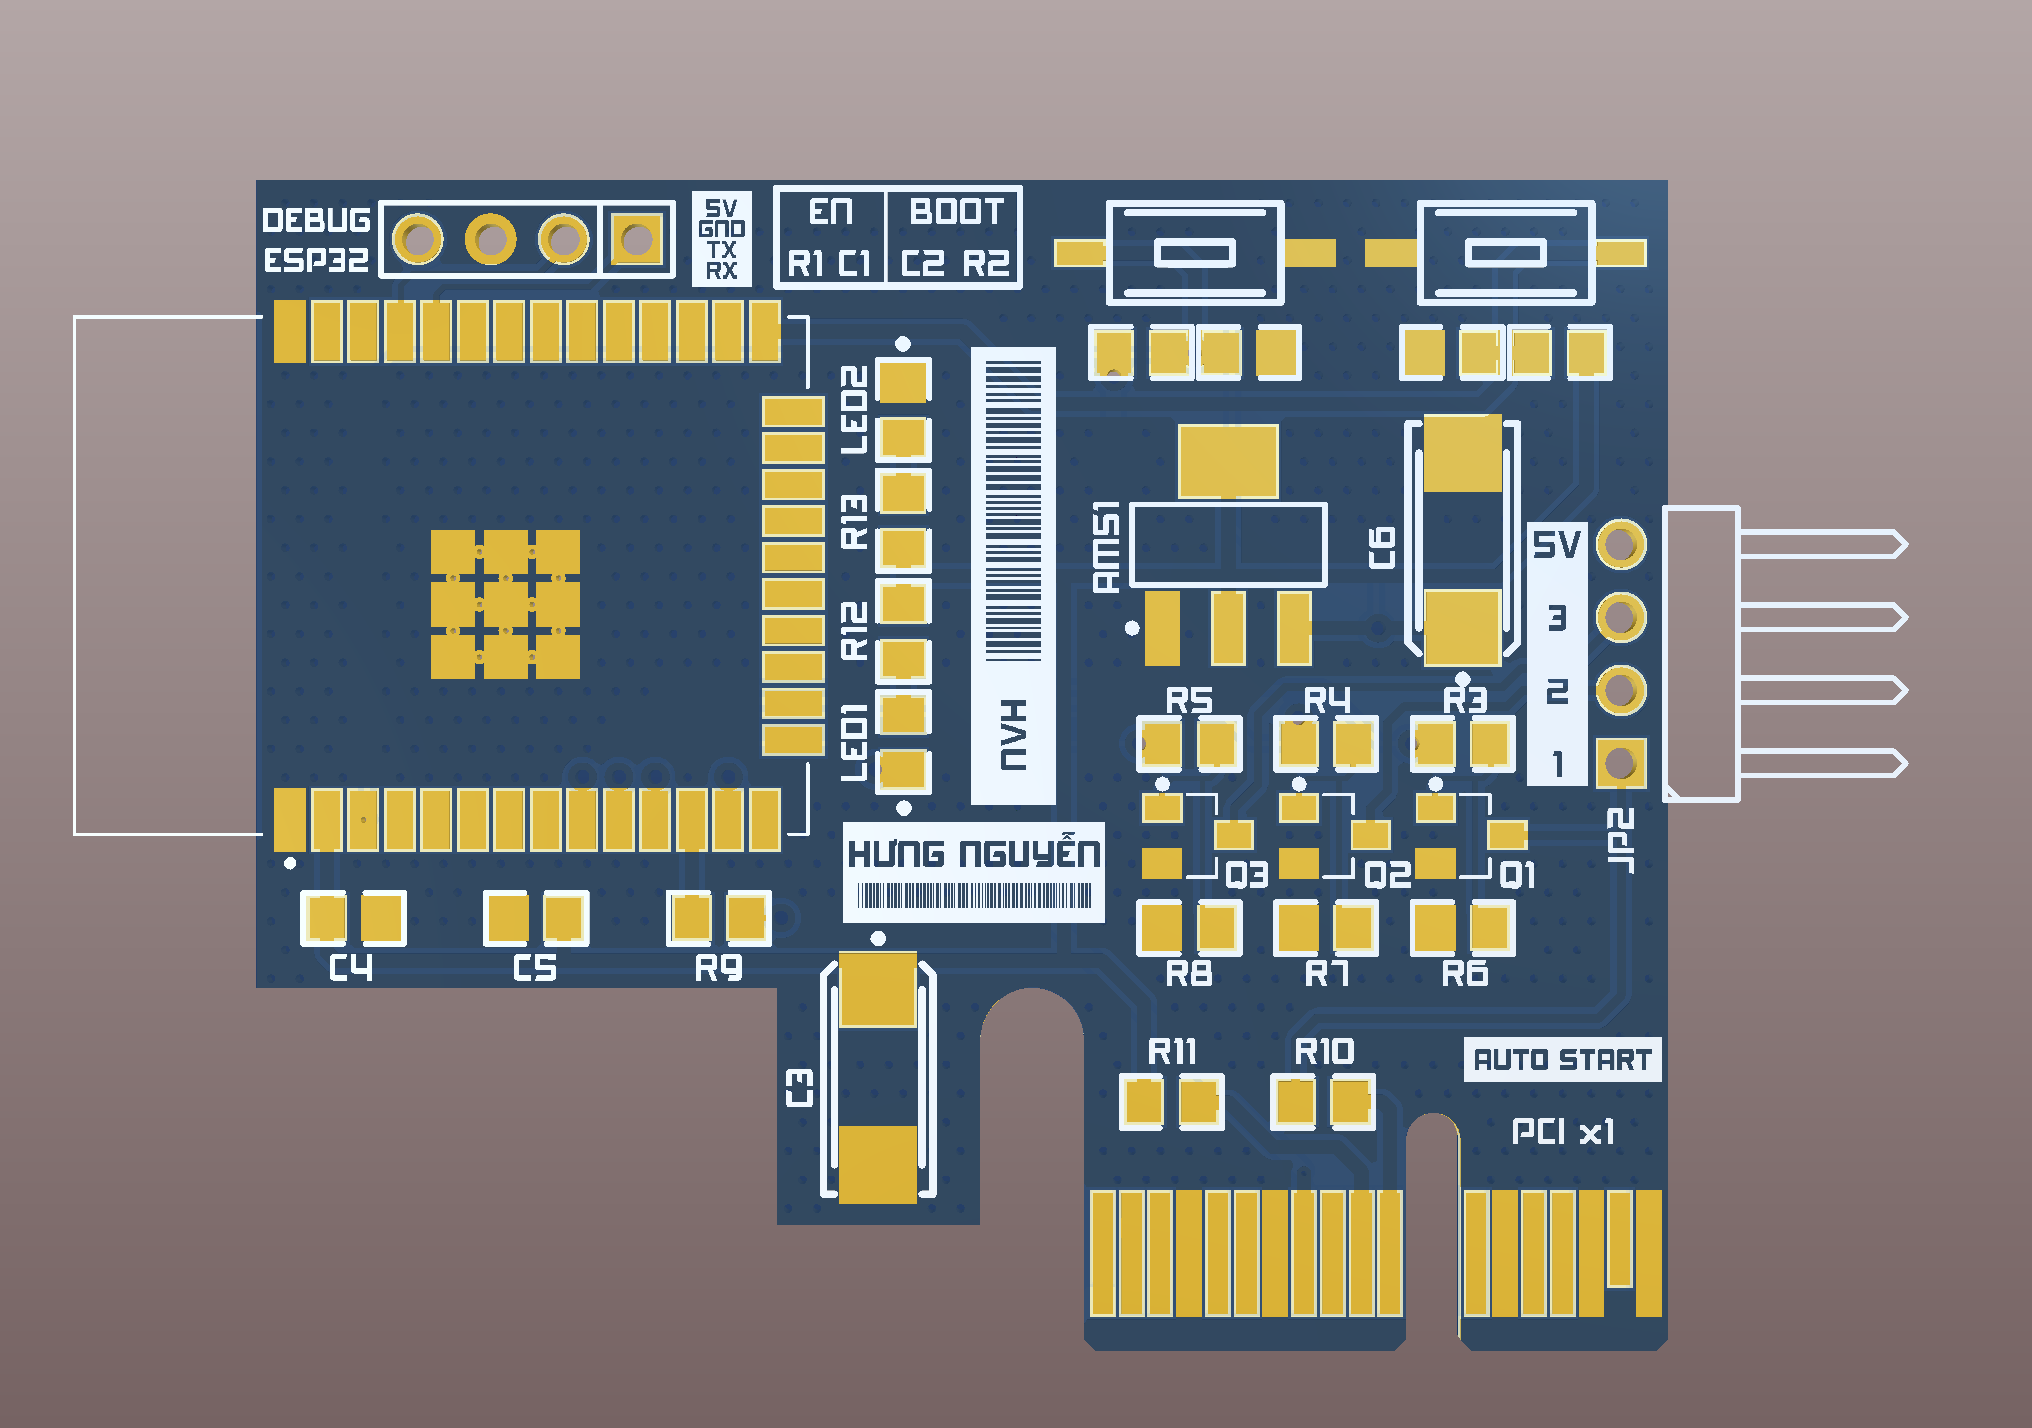 DEBUG
ESP32
5V
GND
TX
RX
EN
R1 C1
BOOT
C2 R2
LED2
R13
R12
LED1
NVH
HƯNG NGUYỄN
AMS1
C6
5V
3
2
1
JP2
R5
R4
R3
Q3
Q2
Q1
R8
R7
R6
C4
C5
R9
C3
R11
R10
AUTO START
PCI x1